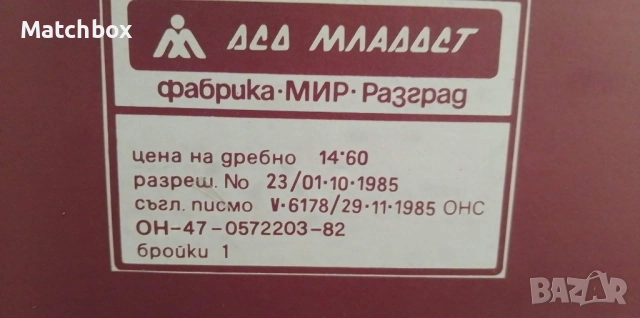 Matchbox
ДСО МЛАДОСТ
фабрика·МИР·Разград
цена на дребно 14·60
разреш. No 23/01·10·1985
съгл. писмо V·6178/29·11·1985 ОНС
ОН-47-0572203-82
бройки 1
BAZAR